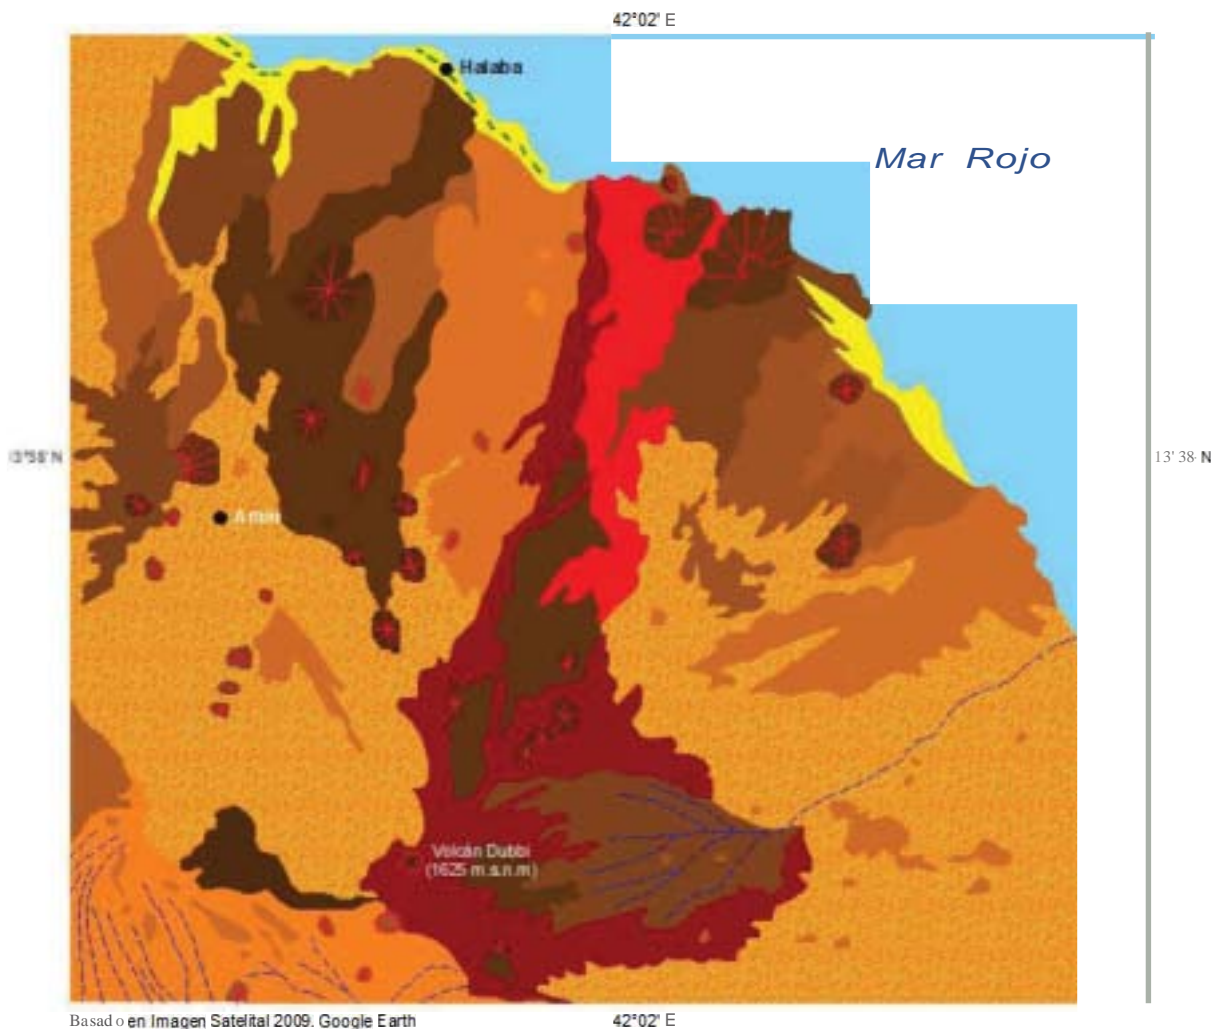 42°02' E
Halaba
Mar Rojo
13°38' N
13' 38· N
Volcán Dubbi
(1625 m.s.n.m)
Basado en Imagen Satelital 2009. Google Earth
42°02' E